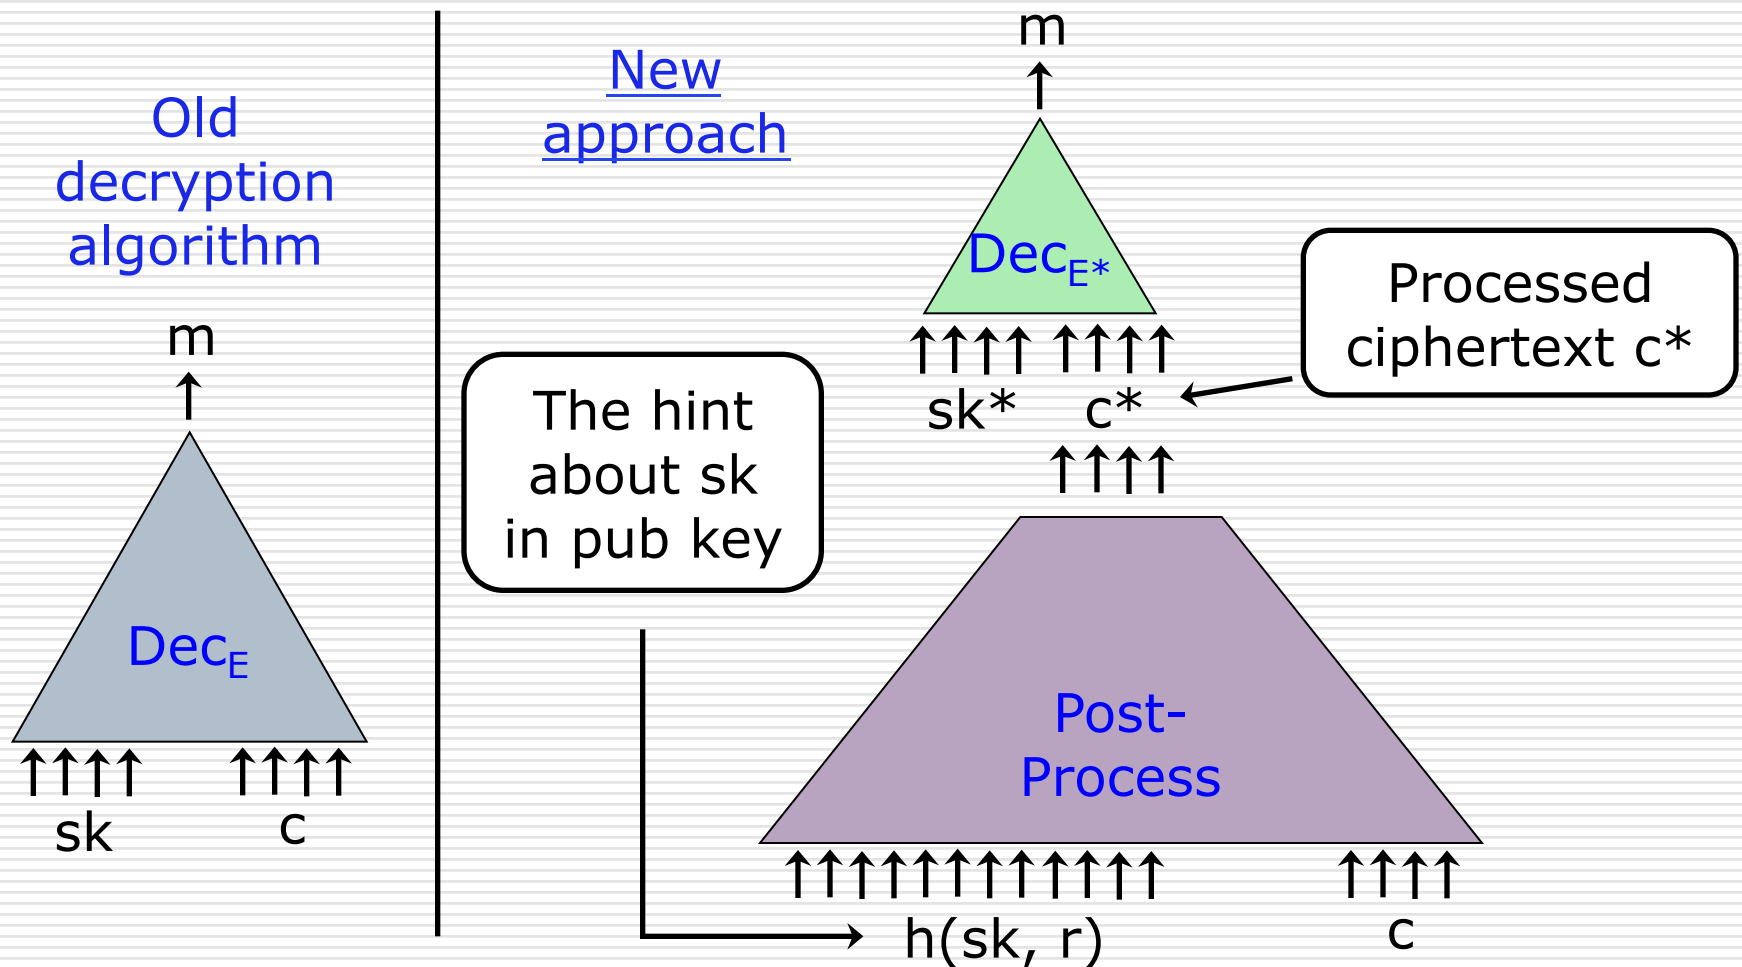 Old
decryption
algorithm
m
Dec_E
sk c
New
approach
m
Dec_E*
sk* c*
Processed
ciphertext c*
The hint
about sk
in pub key
Post-
Process
h(sk, r) c